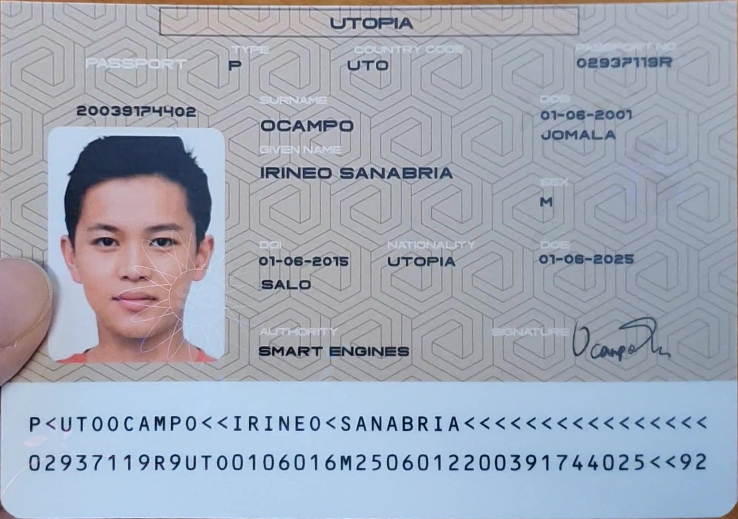 UTOPIA
PASSPORT
TYPE
P
COUNTRY CODE
UTO
PASSPORT NO
02937119R
20039174402
SURNAME
OCAMPO
GIVEN NAME
IRINEO SANABRIA
DOB
01-06-2001
JOMALA
SEX
M
DOI
01-06-2015
SALO
NATIONALITY
UTOPIA
DOE
01-06-2025
AUTHORITY
SMART ENGINES
SIGNATURE
P<UTOOCAMPO<<IRINEO<SANABRIA<<<<<<<<<<<<<<<<
02937119R9UTO0106016M2506012200391744025<<92